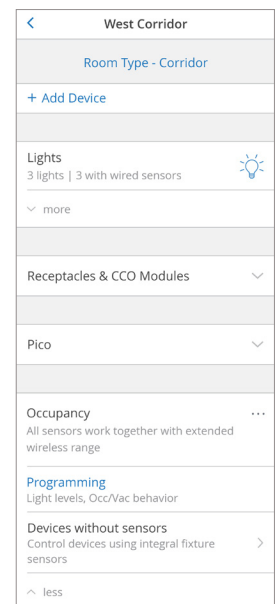 West Corridor
Room Type - Corridor
+ Add Device
Lights
3 lights | 3 with wired sensors
more
Receptacles & CCO Modules
Pico
Occupancy
All sensors work together with extended
wireless range
Programming
Light levels, Occ/Vac behavior
Devices without sensors
Control devices using integral fixture
sensors
less